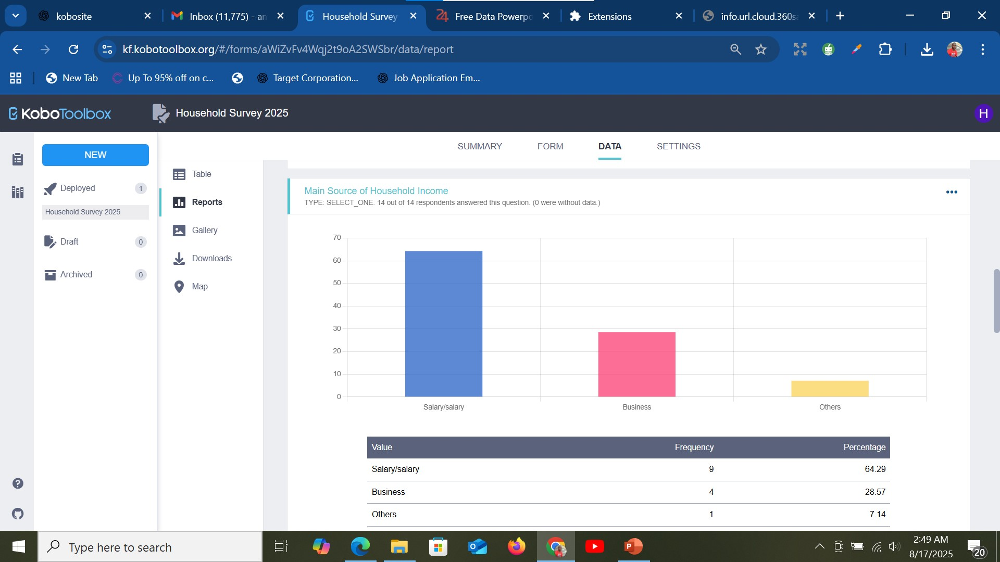 kobosite
Inbox (11,775) - an
Household Survey
Free Data Powerpo
Extensions
info.url.cloud.360sa
kf.kobotoolbox.org/#/forms/aWiZvFv4Wqj2t9oA2SWSbr/data/report
New Tab
Up To 95% off on c...
Target Corporation...
Job Application Em...
KoboToolbox
Household Survey 2025
H
NEW
Deployed 1
Household Survey 2025
Draft 0
Archived 0
SUMMARY FORM DATA SETTINGS
Table
Reports
Gallery
Downloads
Map
Main Source of Household Income
TYPE: SELECT_ONE. 14 out of 14 respondents answered this question. (0 were without data.)
70
60
50
40
30
20
10
0
Salary/salary Business Others
Value Frequency Percentage
Salary/salary 9 64.29
Business 4 28.57
Others 1 7.14
Type here to search
2:49 AM
8/17/2025
20